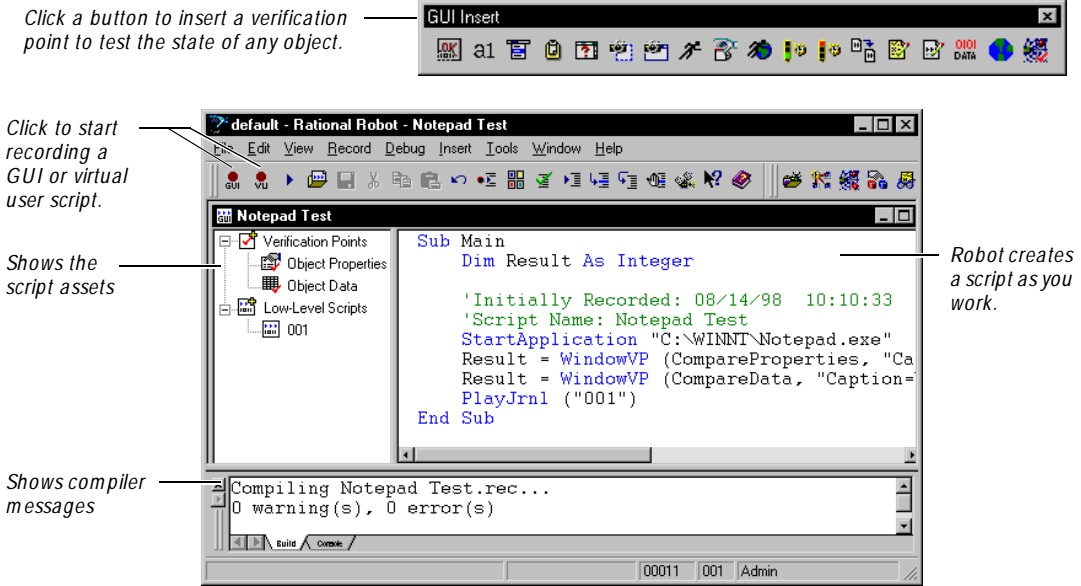 Click a button to insert a verification
point to test the state of any object.
GUI Insert
OK
a1
0101
DATA
Click to start
recording a
GUI or virtual
user script.
default - Rational Robot - Notepad Test
File Edit View Record Debug Insert Tools Window Help
GUI VU
Notepad Test
Shows the
script assets
Verification Points
Object Properties
Object Data
Low-Level Scripts
001
Sub Main
Dim Result As Integer
'Initially Recorded: 08/14/98 10:10:33
'Script Name: Notepad Test
StartApplication "C:\WINNT\Notepad.exe"
Result = WindowVP (CompareProperties, "Ca
Result = WindowVP (CompareData, "Caption=
PlayJrnl ("001")
End Sub
Robot creates
a script as you
work.
Shows compiler
messages
Compiling Notepad Test.rec...
0 warning(s), 0 error(s)
Build Console
00011 001 Admin